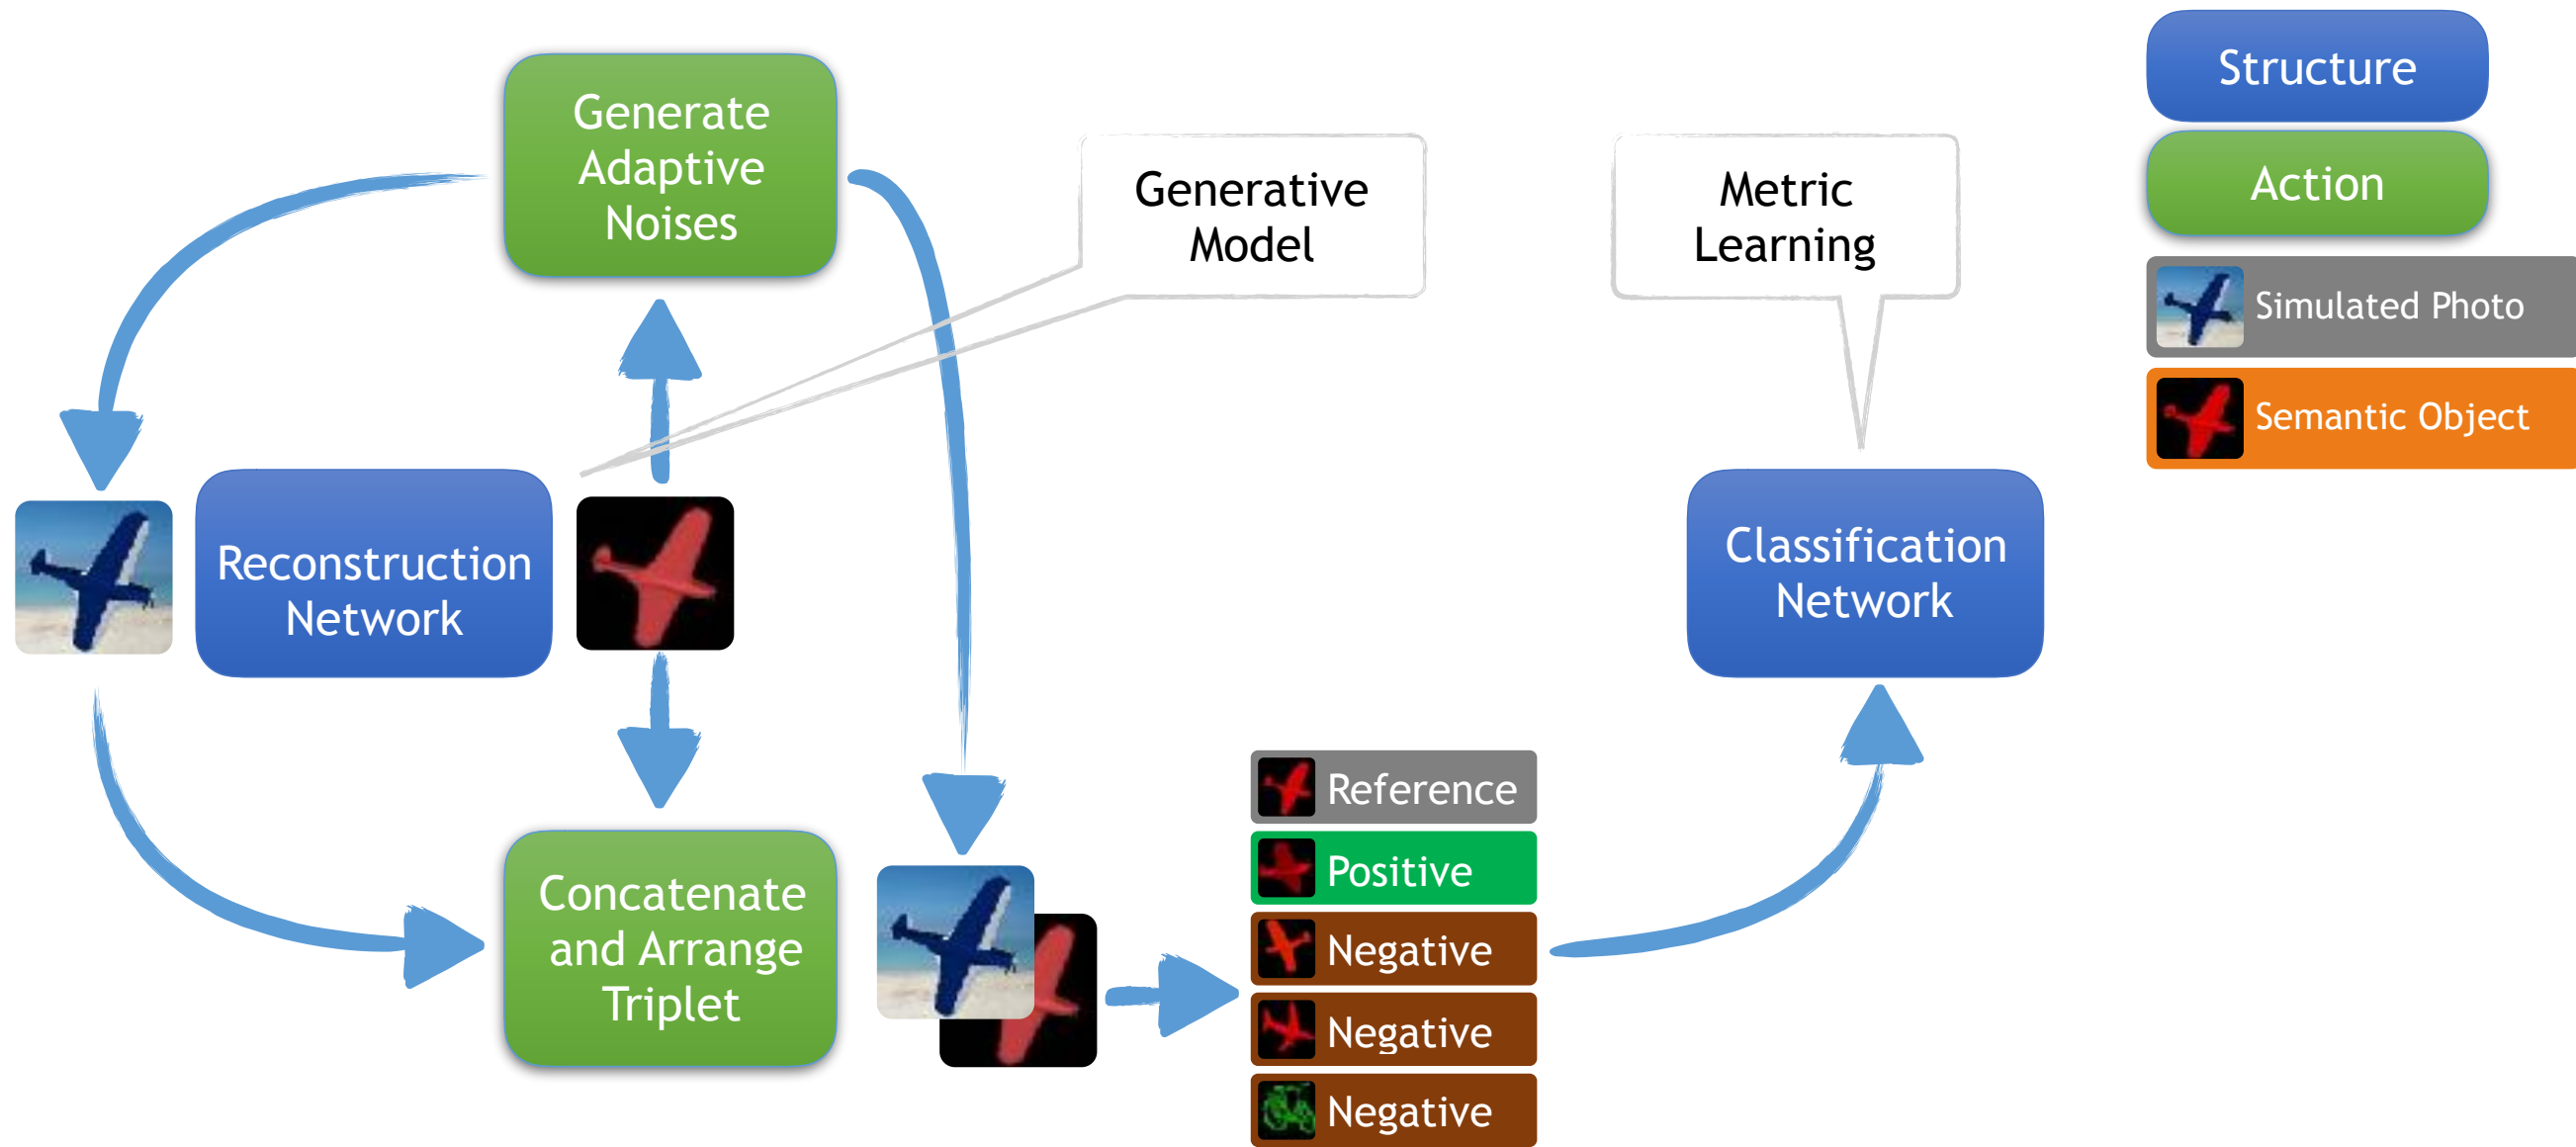 Generate
Adaptive
Noises
Generative
Model
Metric
Learning
Structure
Action
Simulated Photo
Semantic Object
Reconstruction
Network
Classification
Network
Concatenate
and Arrange
Triplet
Reference
Positive
Negative
Negative
Negative